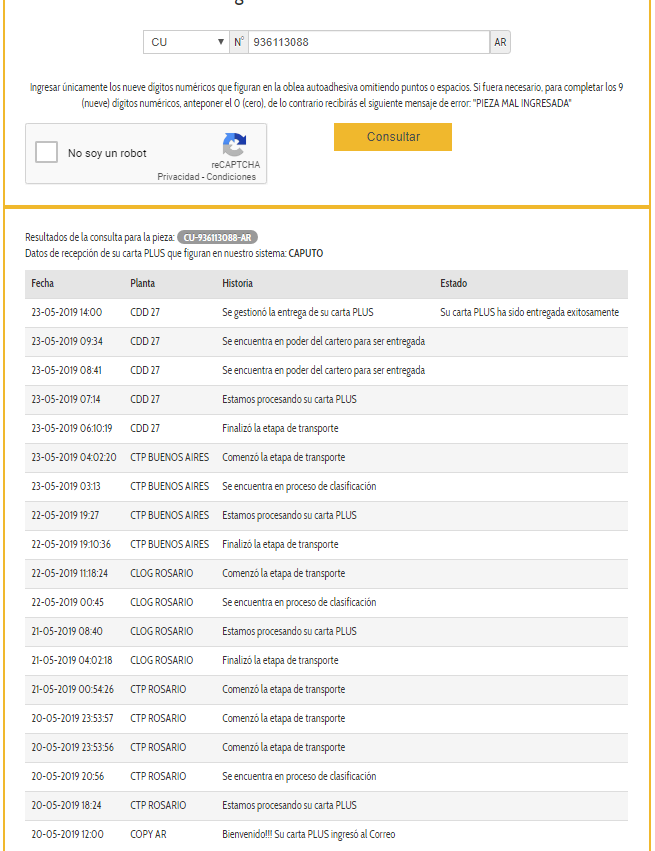 CU N° 936113088 AR
Ingresar únicamente los nueve dígitos numéricos que figuran en la oblea autoadhesiva omitiendo puntos o espacios. Si fuera necesario, para completar los 9
(nueve) dígitos numéricos, anteponer el 0 (cero), de lo contrario recibirás el siguiente mensaje de error: "PIEZA MAL INGRESADA"
No soy un robot
reCAPTCHA
Privacidad - Condiciones
Consultar
Resultados de la consulta para la pieza: CU-936113088-AR
Datos de recepción de su carta PLUS que figuran en nuestro sistema: CAPUTO
Fecha Planta Historia Estado
23-05-2019 14:00 CDD 27 Se gestionó la entrega de su carta PLUS Su carta PLUS ha sido entregada exitosamente
23-05-2019 09:34 CDD 27 Se encuentra en poder del cartero para ser entregada
23-05-2019 08:41 CDD 27 Se encuentra en poder del cartero para ser entregada
23-05-2019 07:14 CDD 27 Estamos procesando su carta PLUS
23-05-2019 06:10:19 CDD 27 Finalizó la etapa de transporte
23-05-2019 04:02:20 CTP BUENOS AIRES Comenzó la etapa de transporte
23-05-2019 03:13 CTP BUENOS AIRES Se encuentra en proceso de clasificación
22-05-2019 19:27 CTP BUENOS AIRES Estamos procesando su carta PLUS
22-05-2019 19:10:36 CTP BUENOS AIRES Finalizó la etapa de transporte
22-05-2019 11:18:24 CLOG ROSARIO Comenzó la etapa de transporte
22-05-2019 00:45 CLOG ROSARIO Se encuentra en proceso de clasificación
21-05-2019 08:40 CLOG ROSARIO Estamos procesando su carta PLUS
21-05-2019 04:02:18 CLOG ROSARIO Finalizó la etapa de transporte
21-05-2019 00:54:26 CTP ROSARIO Comenzó la etapa de transporte
20-05-2019 23:53:57 CTP ROSARIO Comenzó la etapa de transporte
20-05-2019 23:53:56 CTP ROSARIO Comenzó la etapa de transporte
20-05-2019 20:56 CTP ROSARIO Se encuentra en proceso de clasificación
20-05-2019 18:24 CTP ROSARIO Estamos procesando su carta PLUS
20-05-2019 12:00 COPY AR Bienvenido!!! Su carta PLUS ingresó al Correo